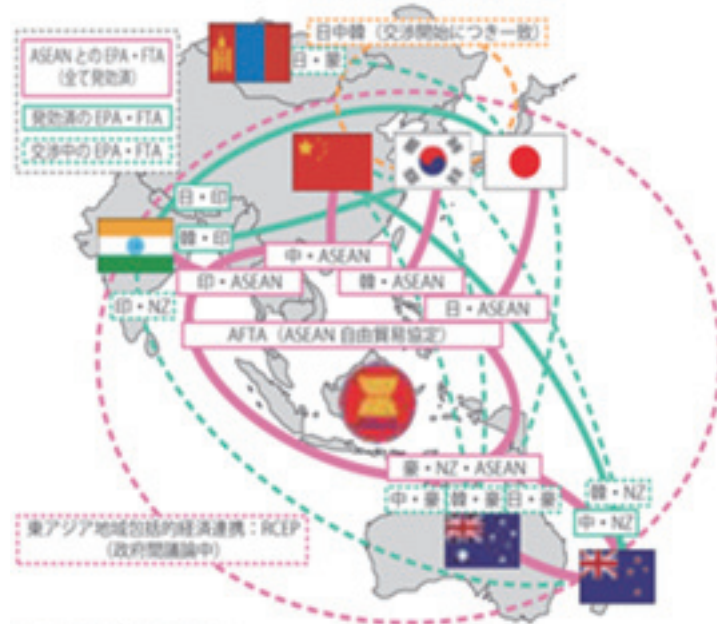 ASEANとのEPA・FTA
(全て発効済)
発効済のEPA・FTA
交渉中のEPA・FTA
日中韓(交渉開始につき一致)
日・蒙
日・印
韓・印
中・ASEAN
印・ASEAN
韓・ASEAN
印・NZ
日・ASEAN
AFTA(ASEAN自由貿易協定)
豪・NZ・ASEAN
中・豪
韓・豪
日・豪
韓・NZ
中・NZ
東アジア地域包括的経済連携:RCEP
(政府間議論中)